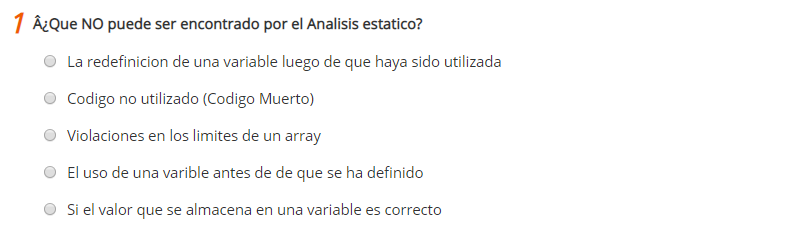 1 Â¿Que NO puede ser encontrado por el Analisis estatico?
La redefinicion de una variable luego de que haya sido utilizada
Codigo no utilizado (Codigo Muerto)
Violaciones en los limites de un array
El uso de una varible antes de de que se ha definido
Si el valor que se almacena en una variable es correcto